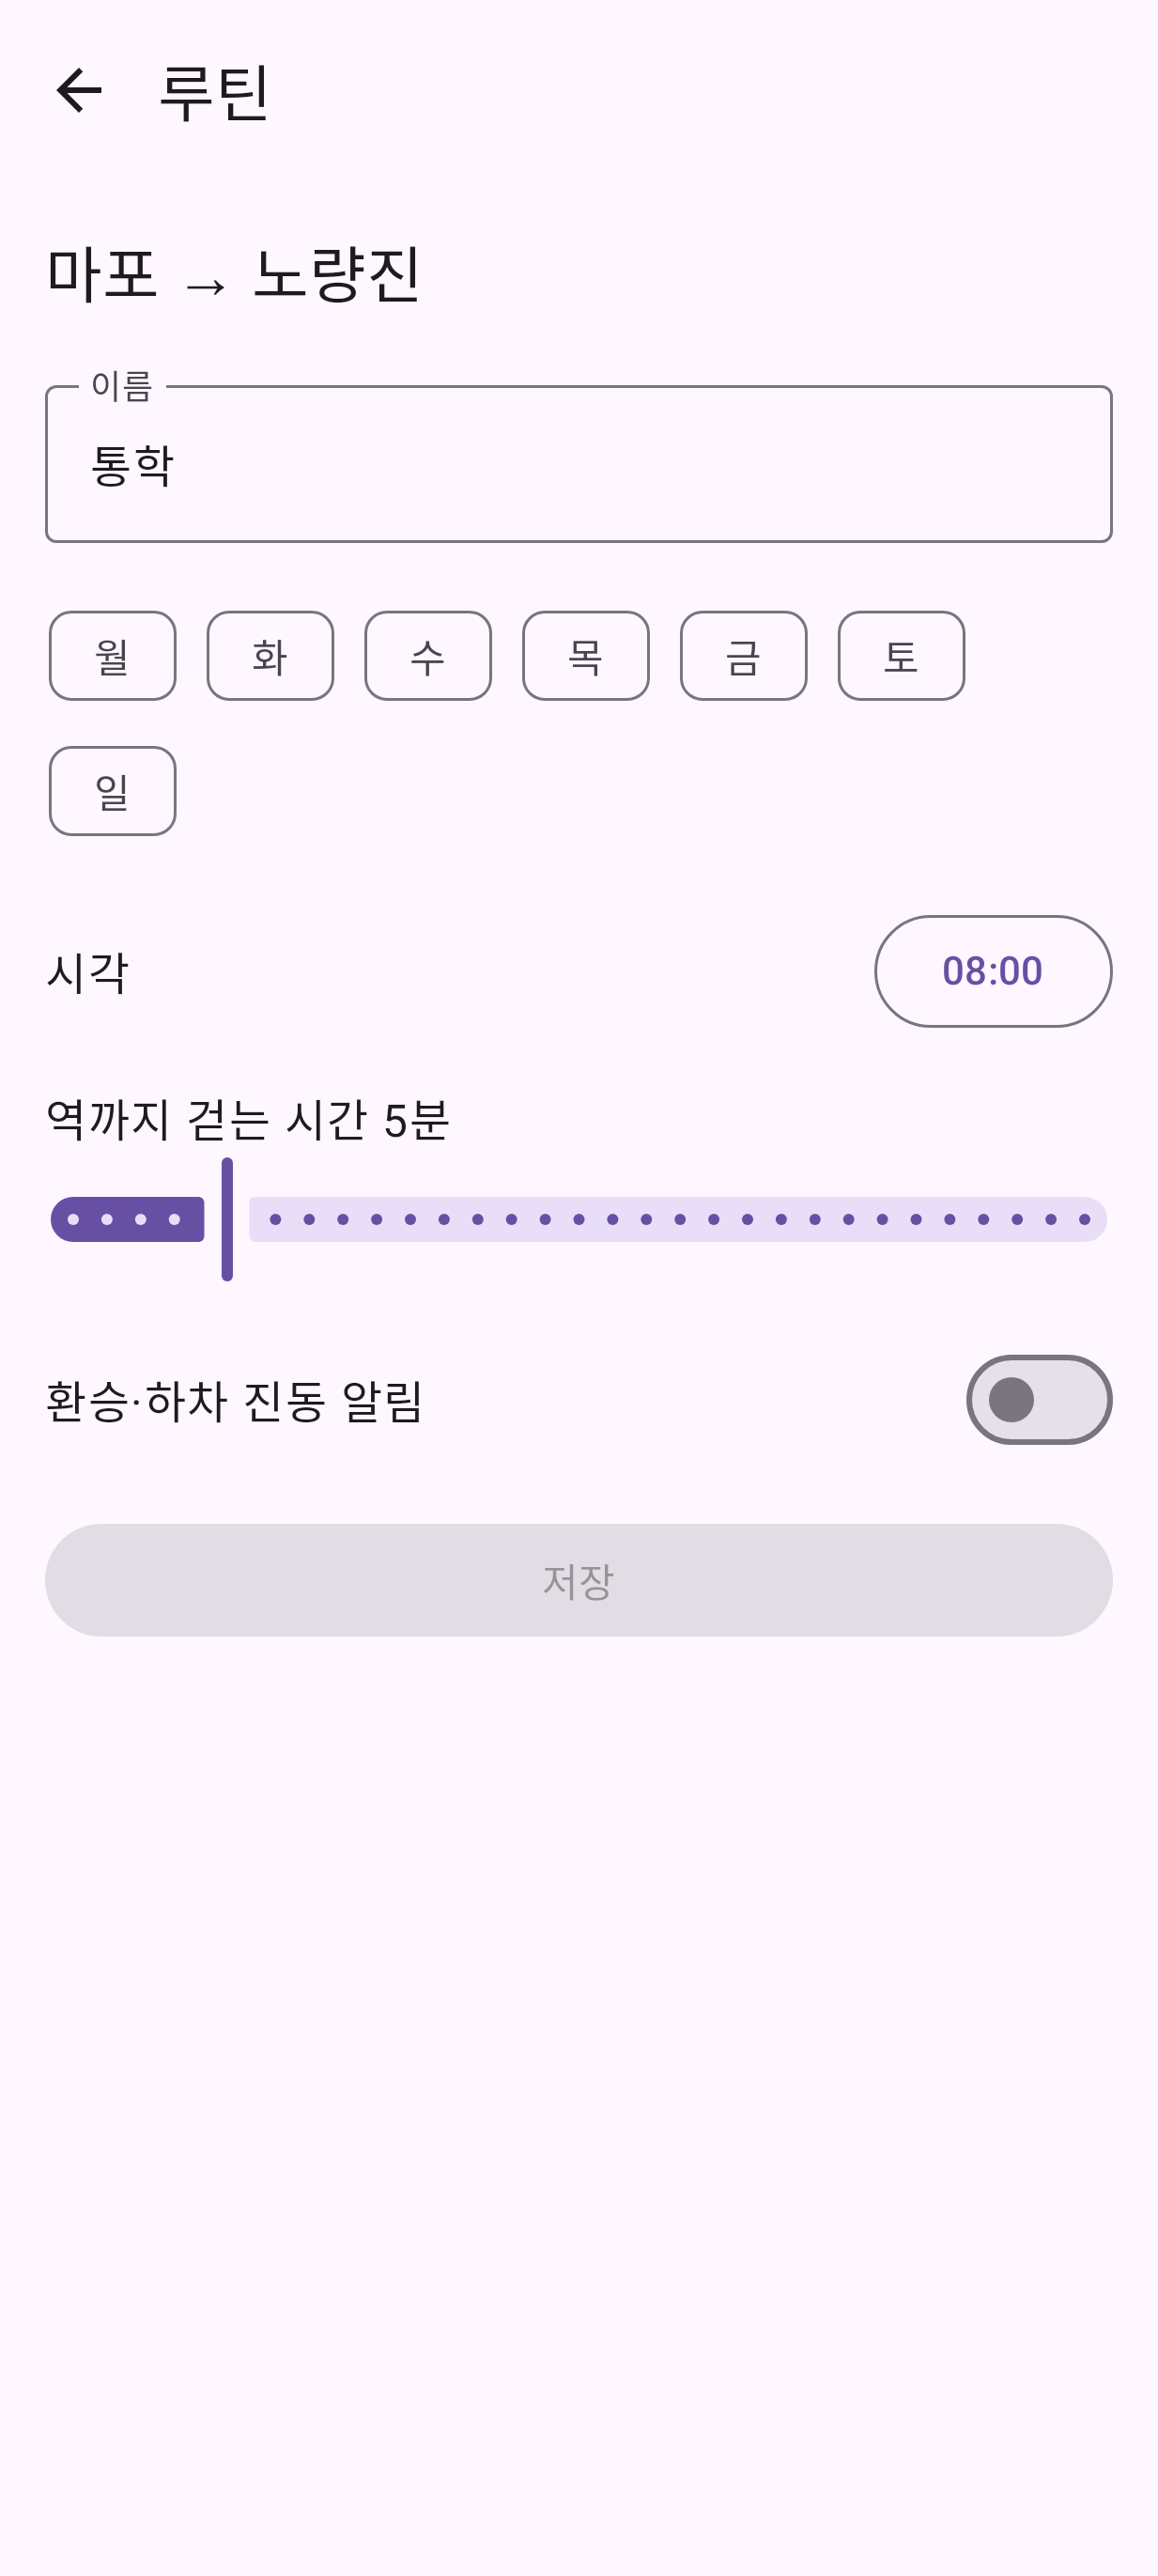 루틴
마포 → 노량진
이름
통학
월 화 수 목 금 토
일
시각 08:00
역까지 걷는 시간 5분
환승·하차 진동 알림
저장